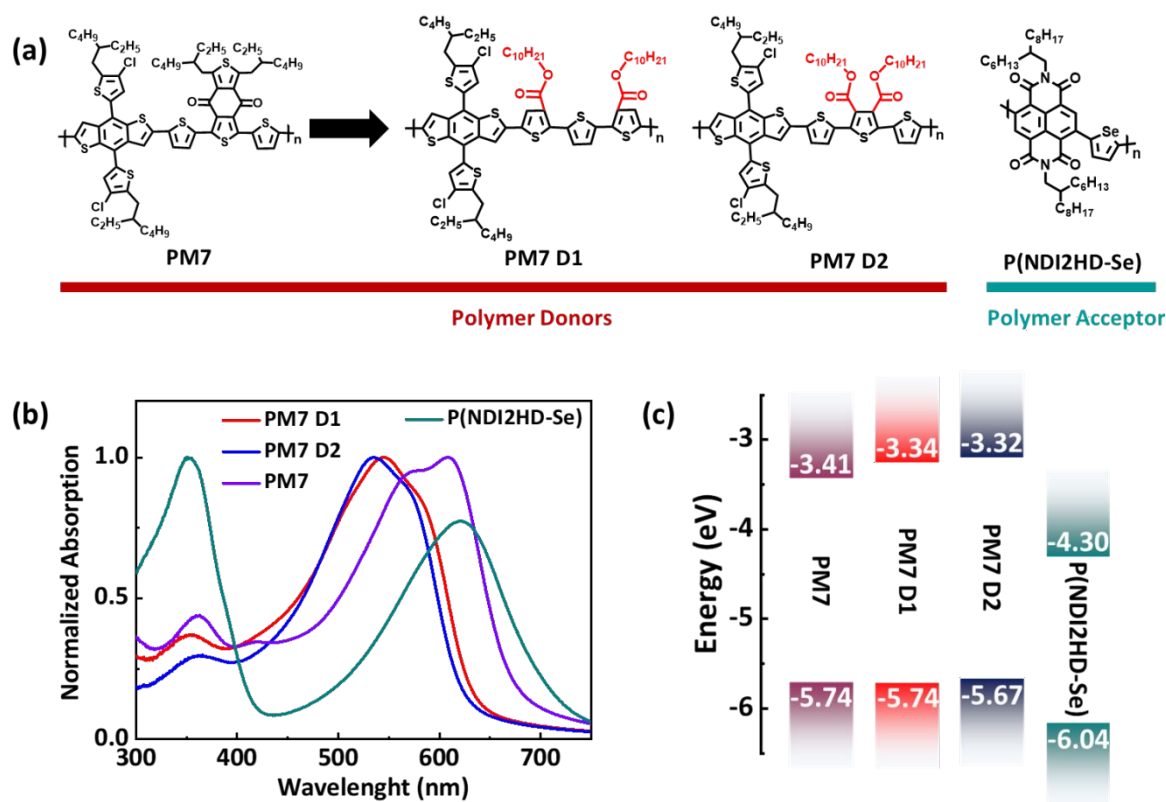 (a)
C4H9
C2H5
Cl
S
C2H5
C4H9
C2H5
C4H9
S
O
O
S
S
S
S
S
n
S
Cl
C2H5
C4H9
PM7
C4H9
C2H5
Cl
S
C10H21
O
O
C10H21
O
O
S
S
S
S
S
n
S
Cl
C2H5
C4H9
PM7 D1
C4H9
C2H5
Cl
S
C10H21
C10H21
O
O
O
O
S
S
S
S
S
n
S
Cl
C2H5
C4H9
PM7 D2
C8H17
C6H13
O
N
O
Se
n
O
N
O
C6H13
C8H17
P(NDI2HD-Se)
Polymer Donors
Polymer Acceptor
(b)
PM7 D1
PM7 D2
PM7
P(NDI2HD-Se)
Normalized Absorption
1.0
0.5
0.0
300
400
500
600
700
Wavelenght (nm)
(c)
Energy (eV)
-3
-4
-5
-6
-3.41
PM7
-5.74
-3.34
PM7 D1
-5.74
-3.32
PM7 D2
-5.67
-4.30
P(NDI2HD-Se)
-6.04